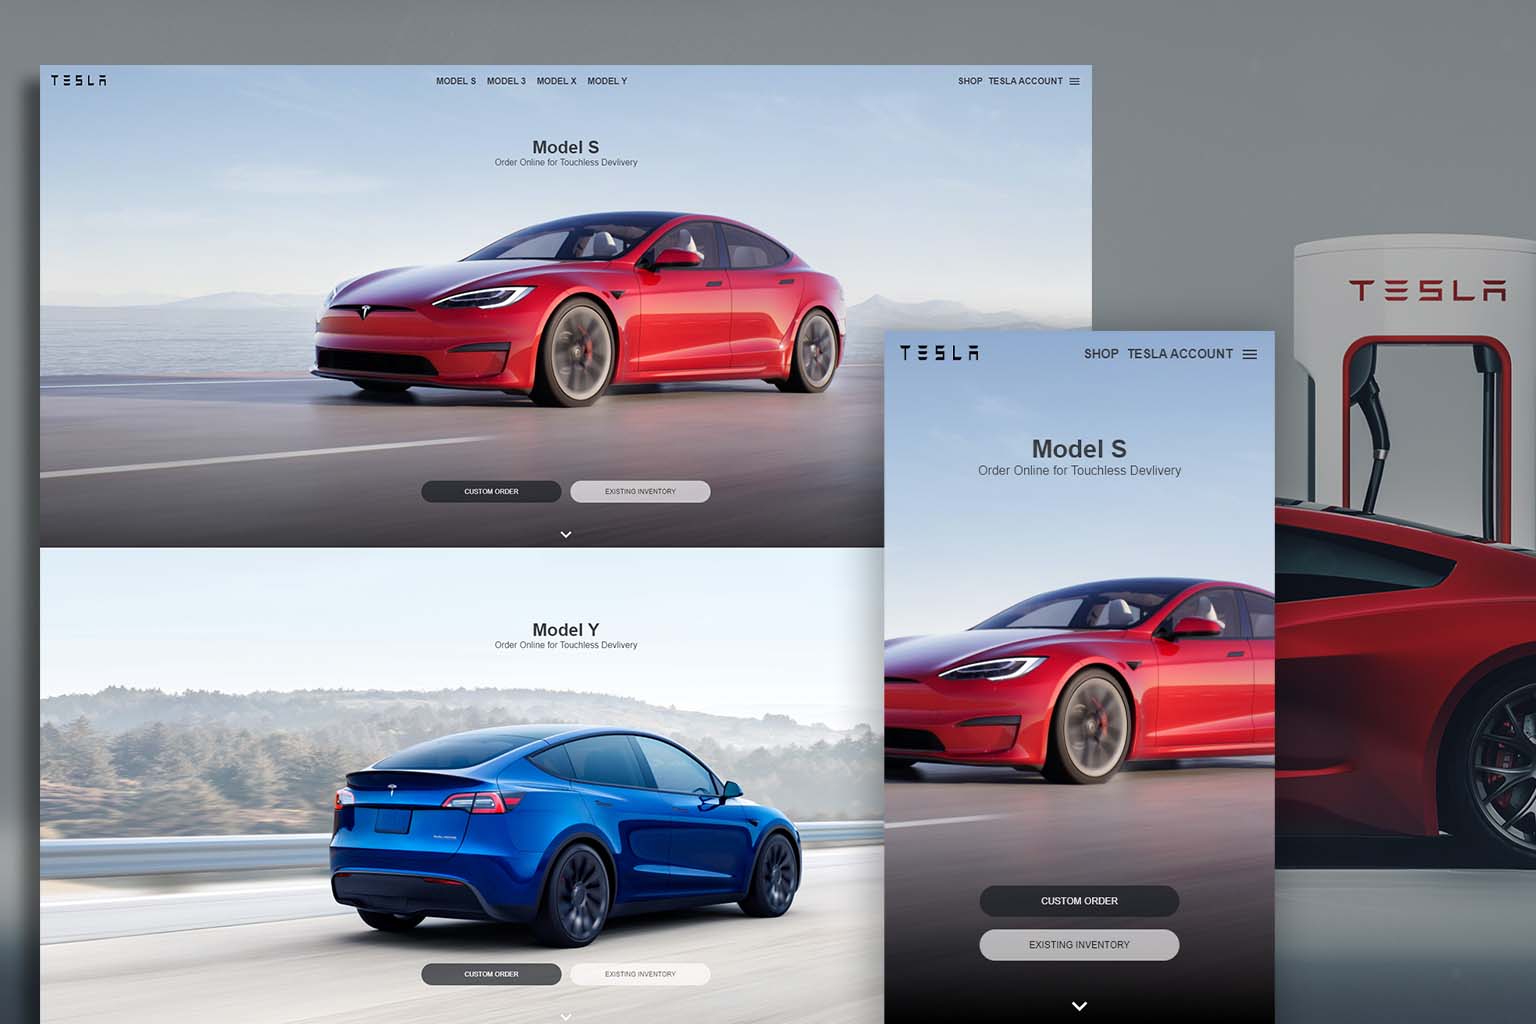 TESLA
MODEL S MODEL 3 MODEL X MODEL Y
SHOP TESLA ACCOUNT
Model S
Order Online for Touchless Devlivery
CUSTOM ORDER
EXISTING INVENTORY
Model Y
Order Online for Touchless Devlivery
CUSTOM ORDER
EXISTING INVENTORY
TESLA
SHOP TESLA ACCOUNT
Model S
Order Online for Touchless Devlivery
CUSTOM ORDER
EXISTING INVENTORY
TESLA